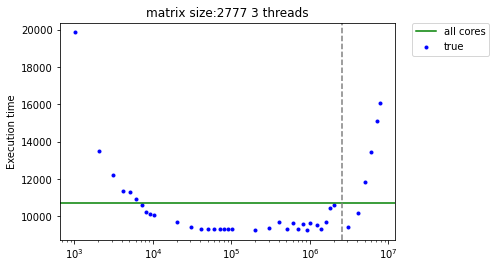 matrix size:2777 3 threads
20000
18000
16000
14000
12000
10000
Execution time
10³
10⁴
10⁵
10⁶
10⁷
all cores
true